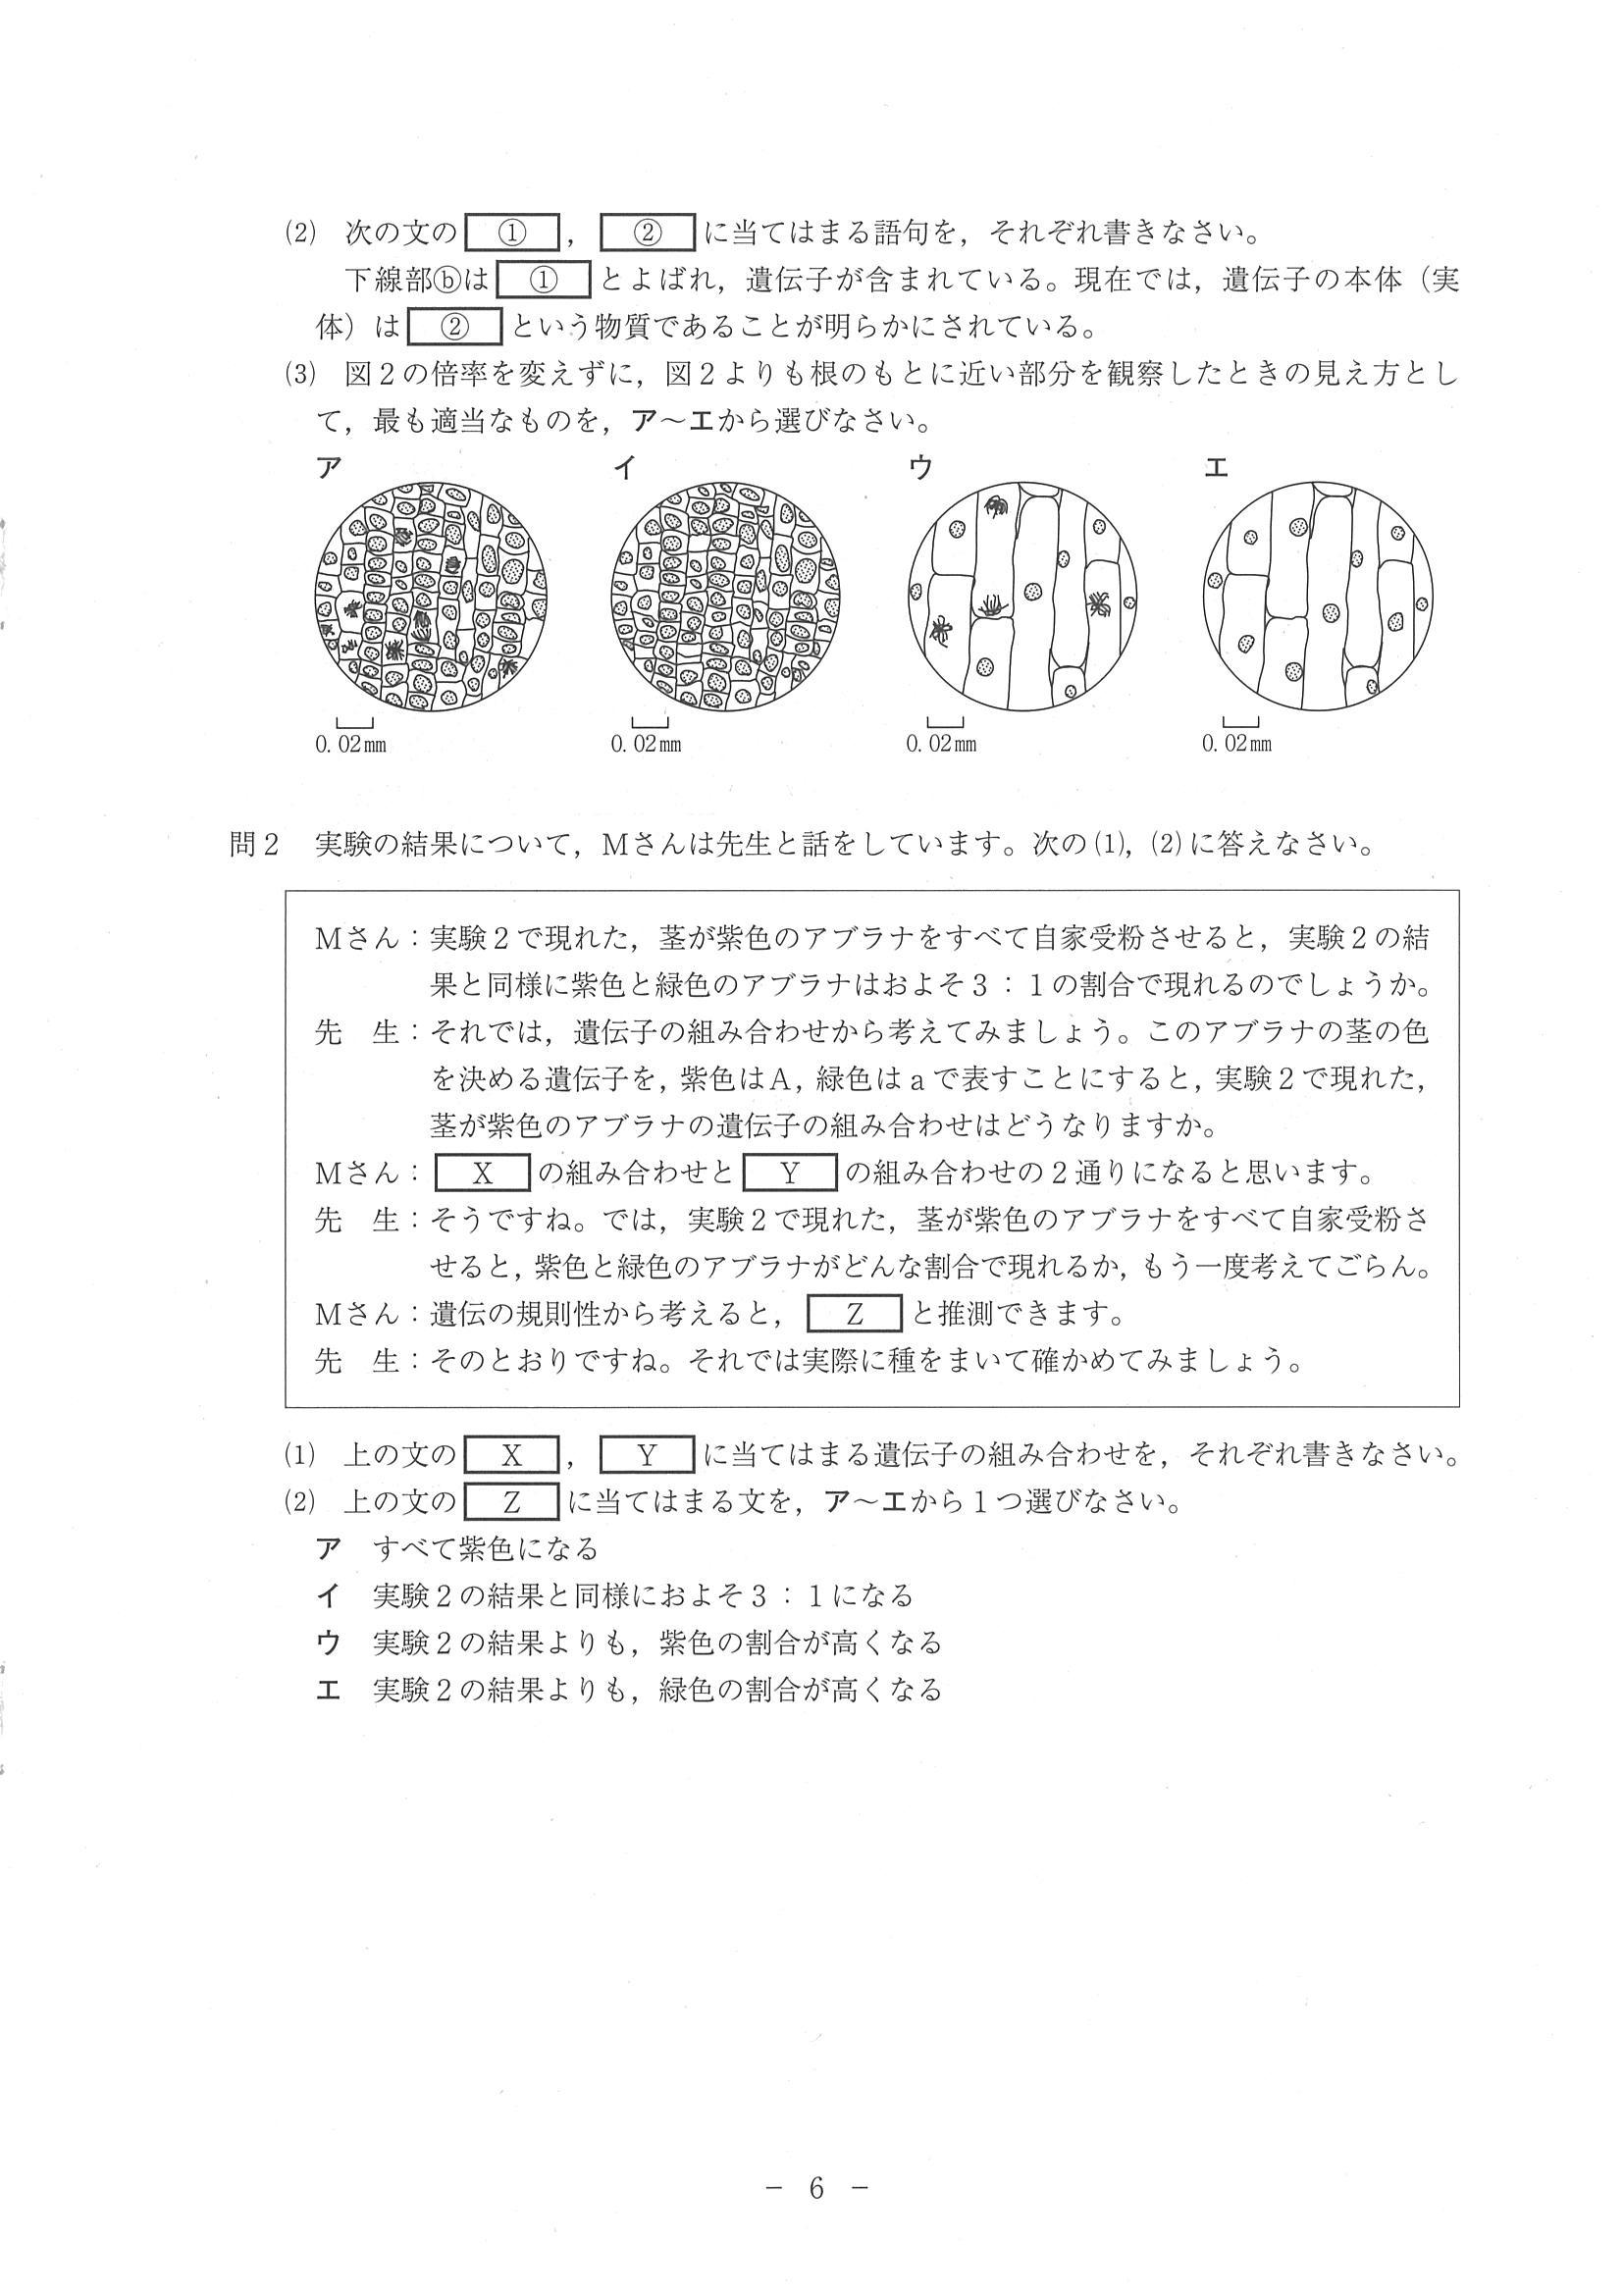 (2) 次の文の ① , ② に当てはまる語句を，それぞれ書きなさい。
下線部ⓑは ① とよばれ，遺伝子が含まれている。現在では，遺伝子の本体（実
体）は ② という物質であることが明らかにされている。
(3) 図２の倍率を変えずに，図２よりも根のもとに近い部分を観察したときの見え方とし
て，最も適当なものを，ア～エから選びなさい。
ア イ ウ エ
0.02mm 0.02mm 0.02mm 0.02mm
問２ 実験の結果について，Ｍさんは先生と話をしています。次の(1)，(2)に答えなさい。
Ｍさん：実験２で現れた，茎が紫色のアブラナをすべて自家受粉させると，実験２の結
果と同様に紫色と緑色のアブラナはおよそ３：１の割合で現れるのでしょうか。
先 生：それでは，遺伝子の組み合わせから考えてみましょう。このアブラナの茎の色
を決める遺伝子を，紫色はＡ，緑色はａで表すことにすると，実験２で現れた，
茎が紫色のアブラナの遺伝子の組み合わせはどうなりますか。
Ｍさん： Ｘ の組み合わせと Ｙ の組み合わせの２通りになると思います。
先 生：そうですね。では，実験２で現れた，茎が紫色のアブラナをすべて自家受粉さ
せると，紫色と緑色のアブラナがどんな割合で現れるか，もう一度考えてごらん。
Ｍさん：遺伝の規則性から考えると， Ｚ と推測できます。
先 生：そのとおりですね。それでは実際に種をまいて確かめてみましょう。
(1) 上の文の Ｘ ， Ｙ に当てはまる遺伝子の組み合わせを，それぞれ書きなさい。
(2) 上の文の Ｚ に当てはまる文を，ア～エから１つ選びなさい。
ア すべて紫色になる
イ 実験２の結果と同様におよそ３：１になる
ウ 実験２の結果よりも，紫色の割合が高くなる
エ 実験２の結果よりも，緑色の割合が高くなる
－ 6 －